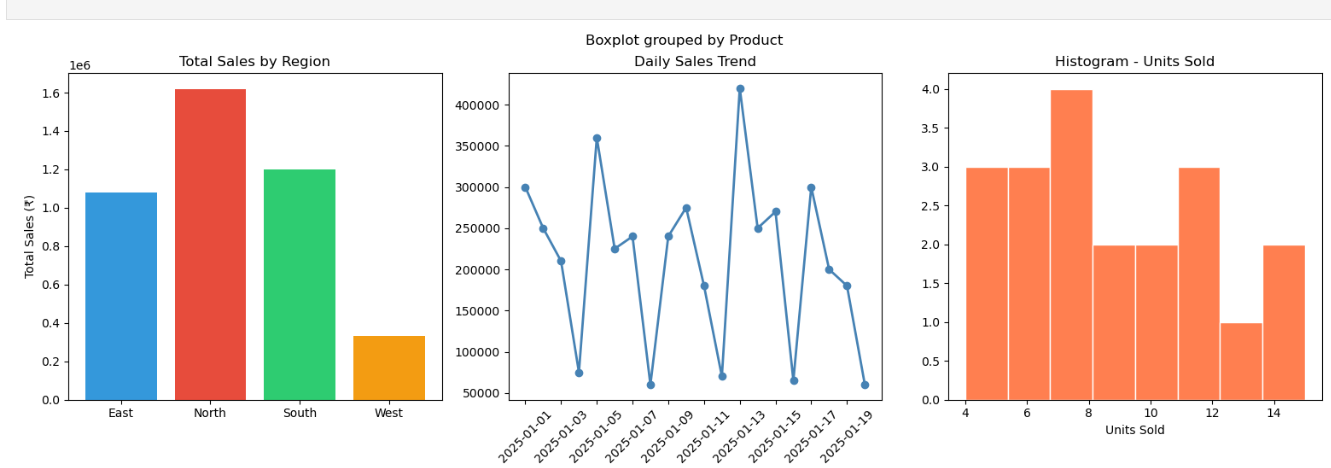 Boxplot grouped by Product
Total Sales by Region
1e6
Total Sales (₹)
1.6
1.4
1.2
1.0
0.8
0.6
0.4
0.2
0.0
East North South West
Daily Sales Trend
400000
350000
300000
250000
200000
150000
100000
50000
2025-01-01 2025-01-03 2025-01-05 2025-01-07 2025-01-09 2025-01-11 2025-01-13 2025-01-15 2025-01-17 2025-01-19
Histogram - Units Sold
4.0
3.5
3.0
2.5
2.0
1.5
1.0
0.5
0.0
4 6 8 10 12 14
Units Sold